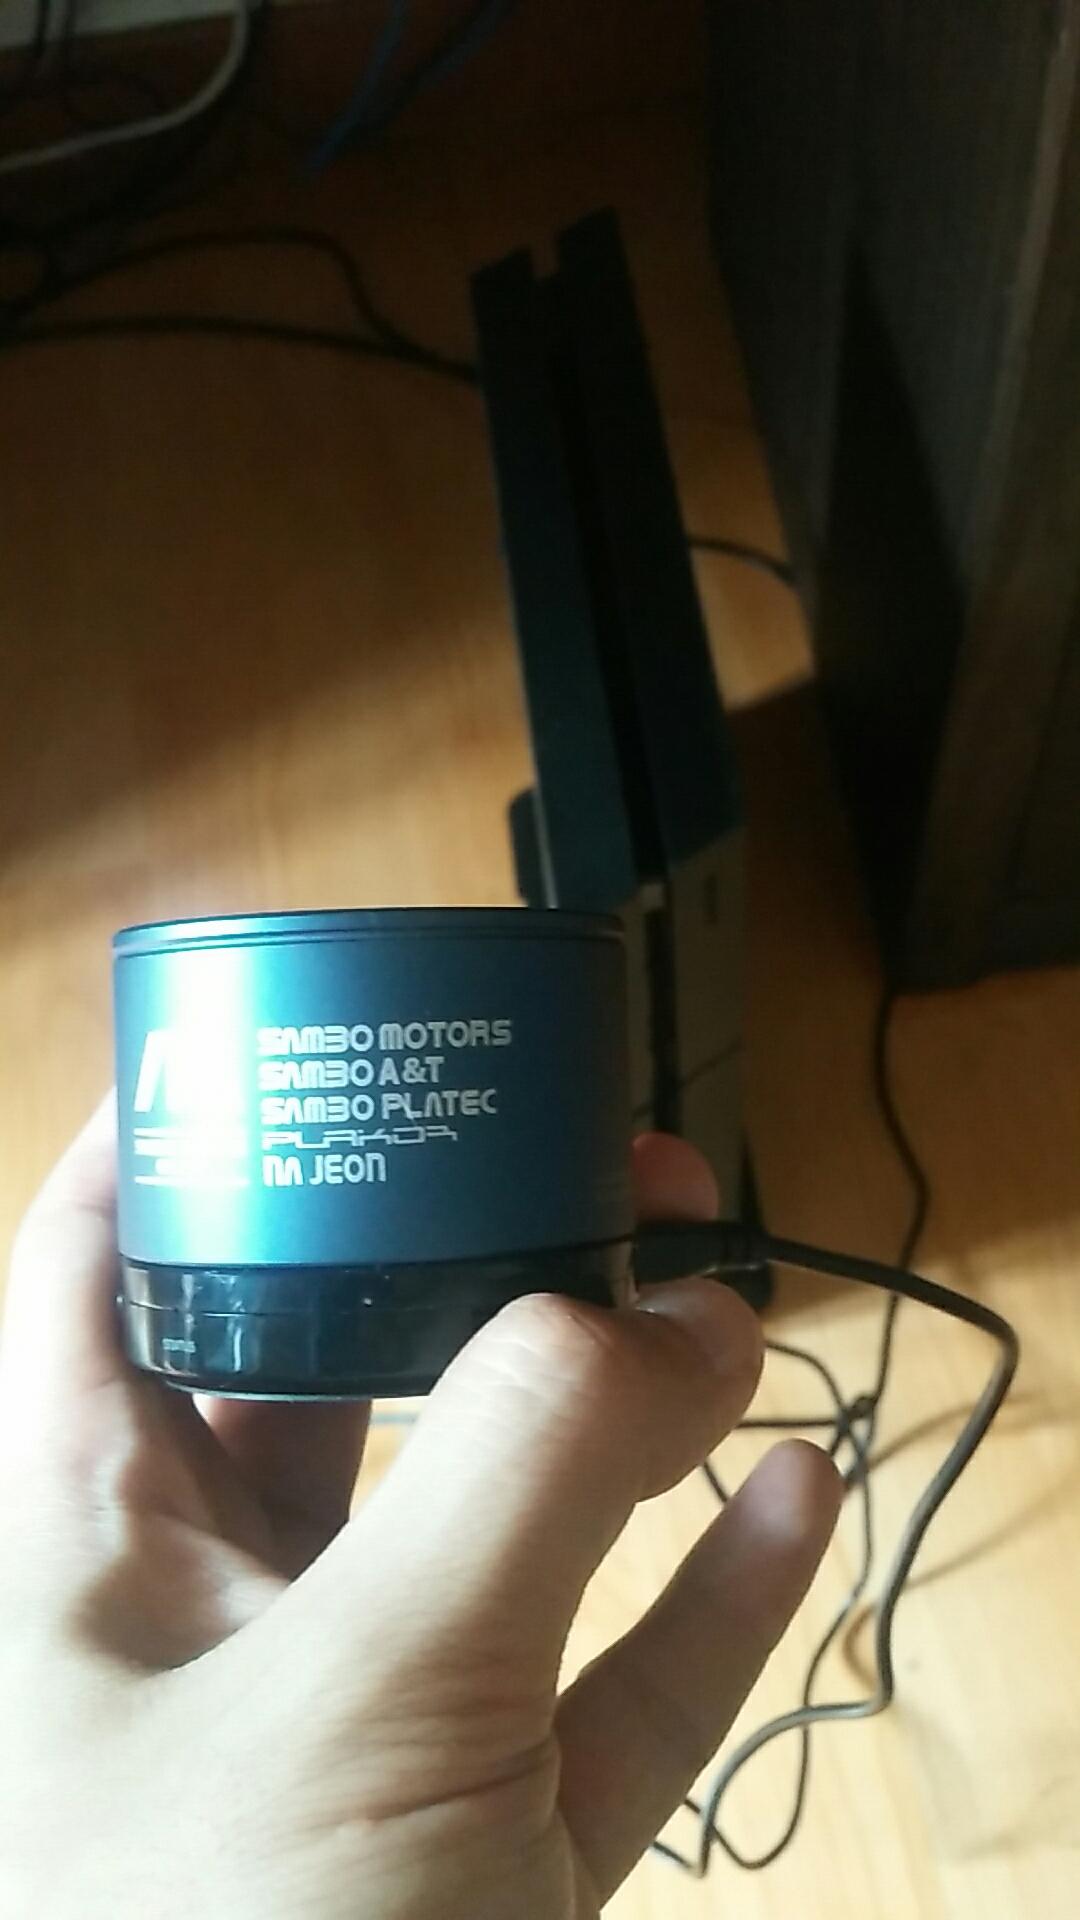 SAMBO MOTORS
SAMBO A&T
SAMBO PLATEC
PLAKOR
NA JEON